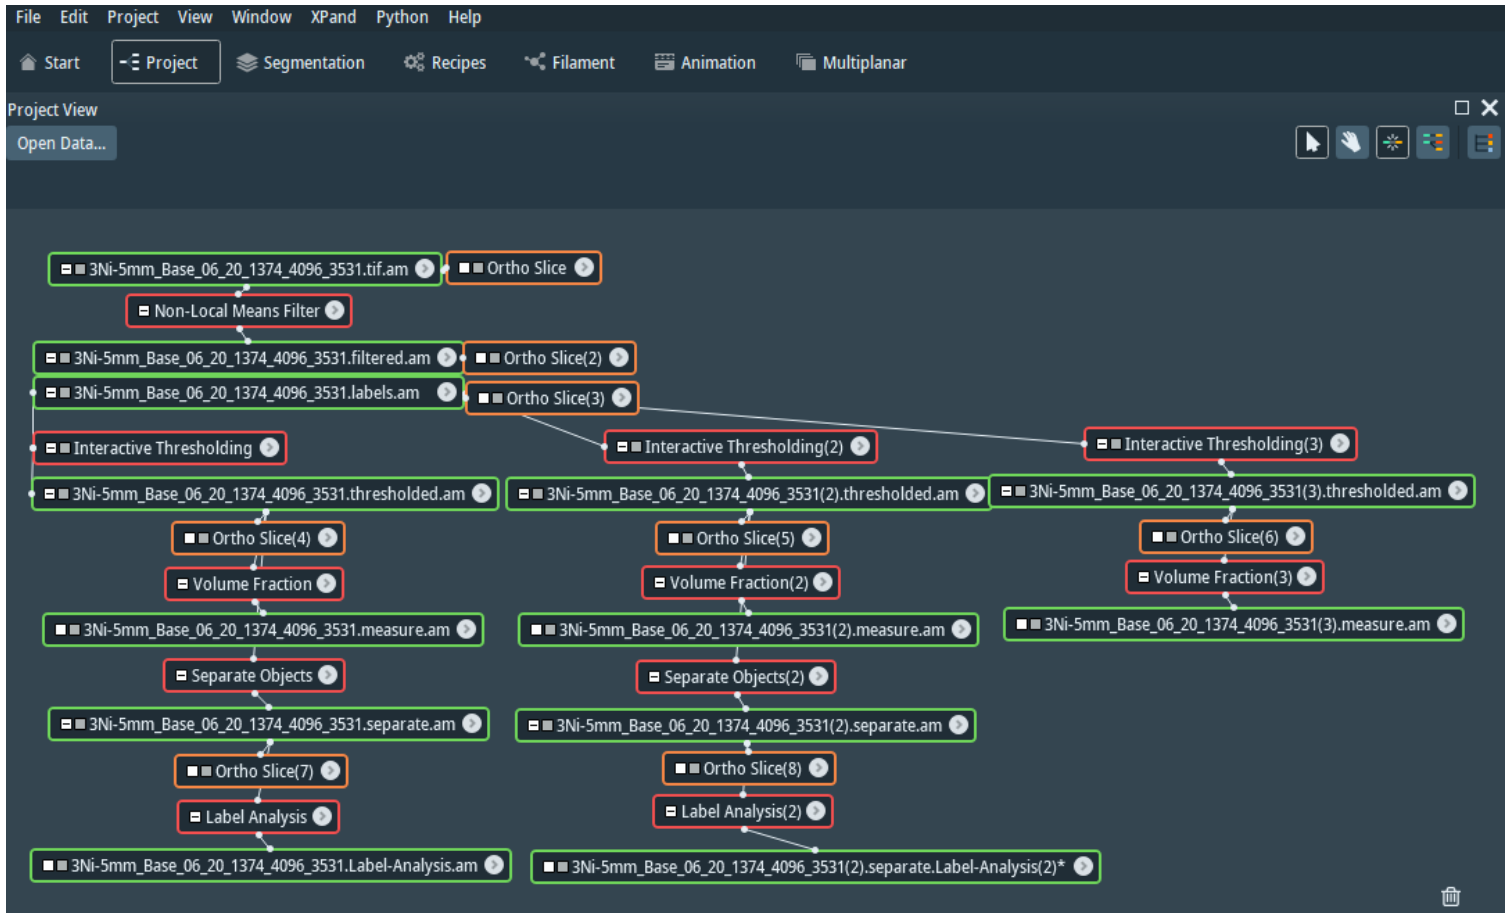 File Edit Project View Window XPand Python Help
Start Project Segmentation Recipes Filament Animation Multiplanar
Project View
Open Data...
3Ni-5mm_Base_06_20_1374_4096_3531.tif.am Ortho Slice
Non-Local Means Filter
3Ni-5mm_Base_06_20_1374_4096_3531.filtered.am Ortho Slice(2)
3Ni-5mm_Base_06_20_1374_4096_3531.labels.am Ortho Slice(3)
Interactive Thresholding Interactive Thresholding(2) Interactive Thresholding(3)
3Ni-5mm_Base_06_20_1374_4096_3531.thresholded.am 3Ni-5mm_Base_06_20_1374_4096_3531(2).thresholded.am 3Ni-5mm_Base_06_20_1374_4096_3531(3).thresholded.am
Ortho Slice(4) Ortho Slice(5) Ortho Slice(6)
Volume Fraction Volume Fraction(2) Volume Fraction(3)
3Ni-5mm_Base_06_20_1374_4096_3531.measure.am 3Ni-5mm_Base_06_20_1374_4096_3531(2).measure.am 3Ni-5mm_Base_06_20_1374_4096_3531(3).measure.am
Separate Objects Separate Objects(2)
3Ni-5mm_Base_06_20_1374_4096_3531.separate.am 3Ni-5mm_Base_06_20_1374_4096_3531(2).separate.am
Ortho Slice(7) Ortho Slice(8)
Label Analysis Label Analysis(2)
3Ni-5mm_Base_06_20_1374_4096_3531.Label-Analysis.am 3Ni-5mm_Base_06_20_1374_4096_3531(2).separate.Label-Analysis(2)*